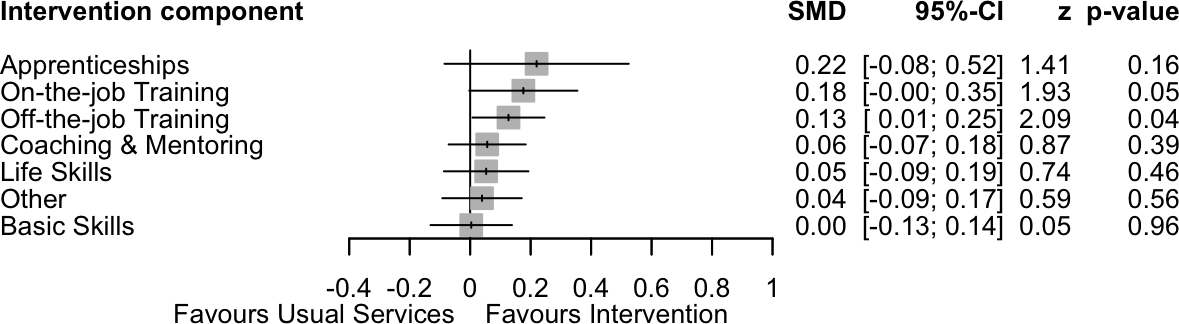 Intervention component SMD 95%-CI z p-value
Apprenticeships 0.22 [-0.08; 0.52] 1.41 0.16
On-the-job Training 0.18 [-0.00; 0.35] 1.93 0.05
Off-the-job Training 0.13 [ 0.01; 0.25] 2.09 0.04
Coaching & Mentoring 0.06 [-0.07; 0.18] 0.87 0.39
Life Skills 0.05 [-0.09; 0.19] 0.74 0.46
Other 0.04 [-0.09; 0.17] 0.59 0.56
Basic Skills 0.00 [-0.13; 0.14] 0.05 0.96
-0.4 -0.2 0 0.2 0.4 0.6 0.8 1
Favours Usual Services Favours Intervention